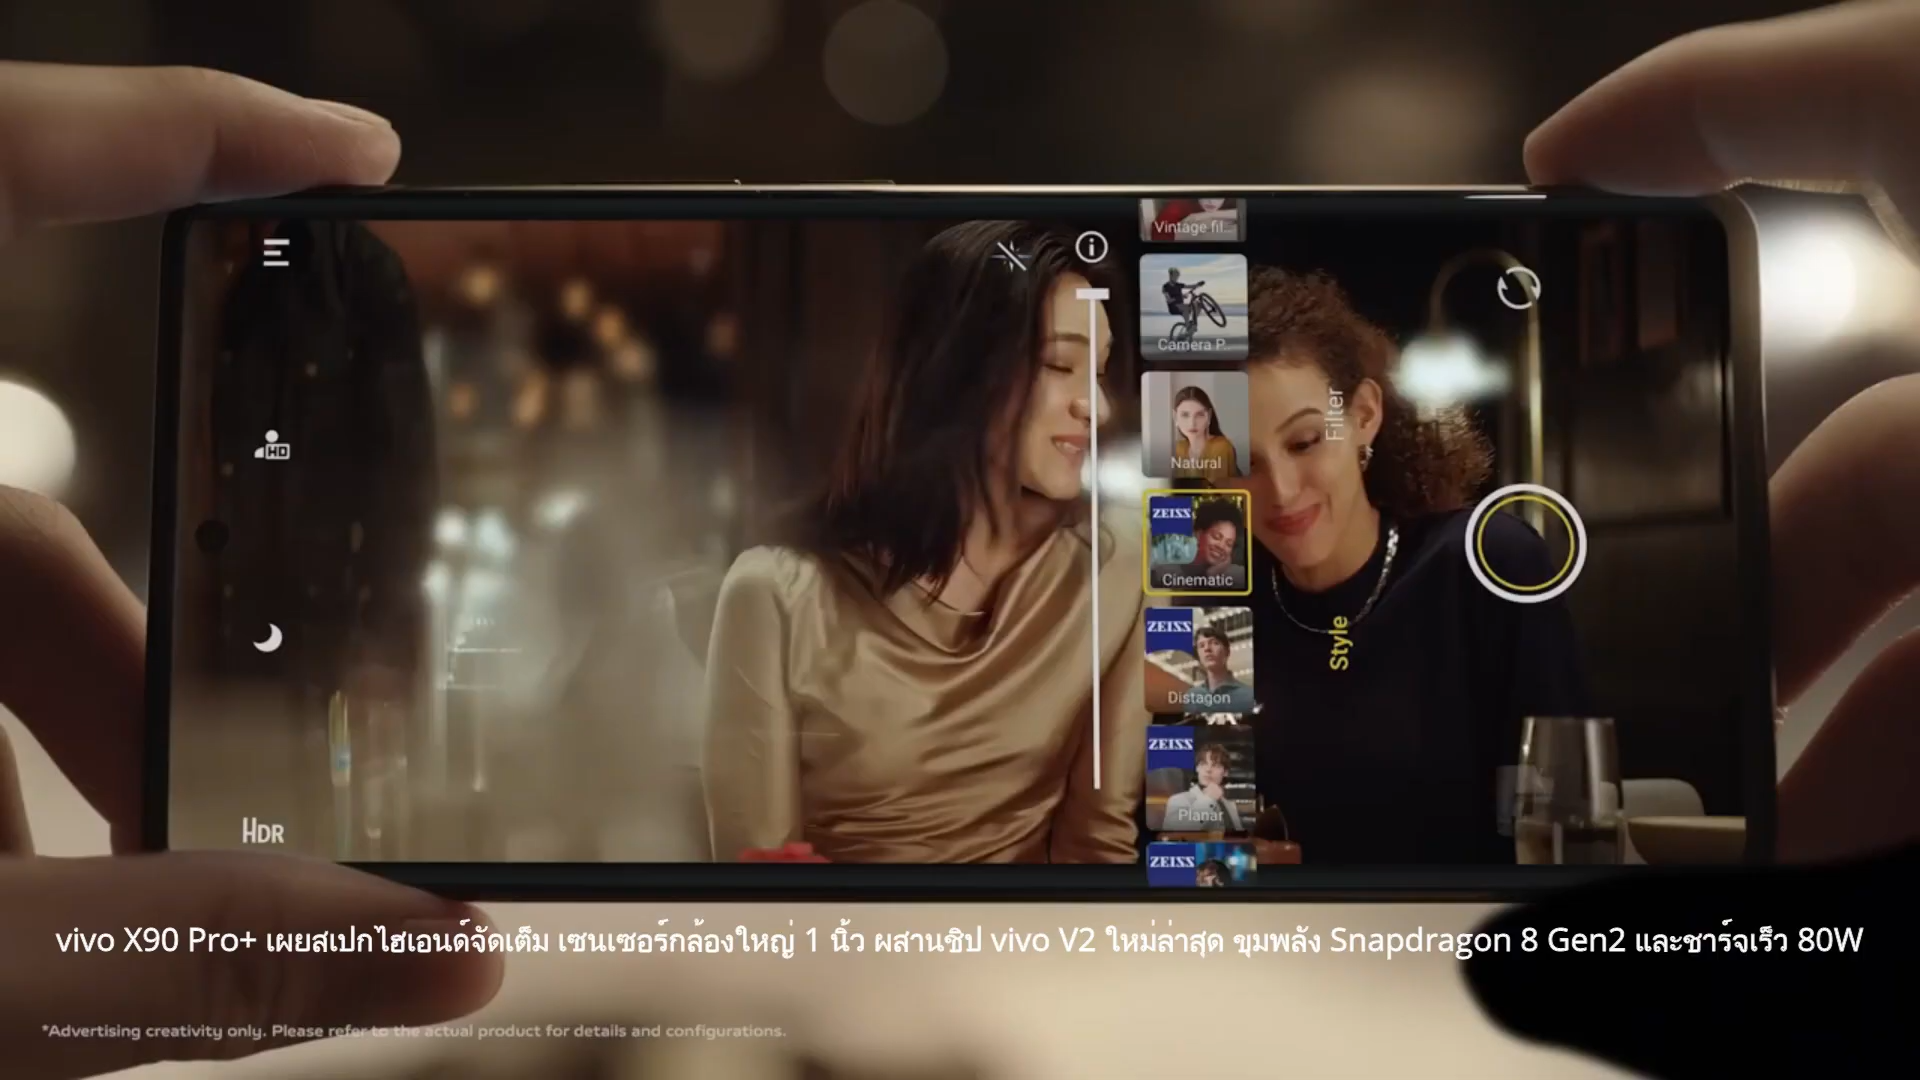 Vintage fil...
Camera P..
Natural
ZEISS
Cinematic
ZEISS
Distagon
ZEISS
Planar
ZEISS
Filter
Style
HD
HDR
vivo X90 Pro+ เผยสเปกไฮเอนด์จัดเต็ม เซนเซอร์กล้องใหญ่ 1 นิ้ว ผสานชิป vivo V2 ใหม่ล่าสุด ขุมพลัง Snapdragon 8 Gen2 และชาร์จเร็ว 80W
*Advertising creativity only. Please refer to the actual product for details and configurations.